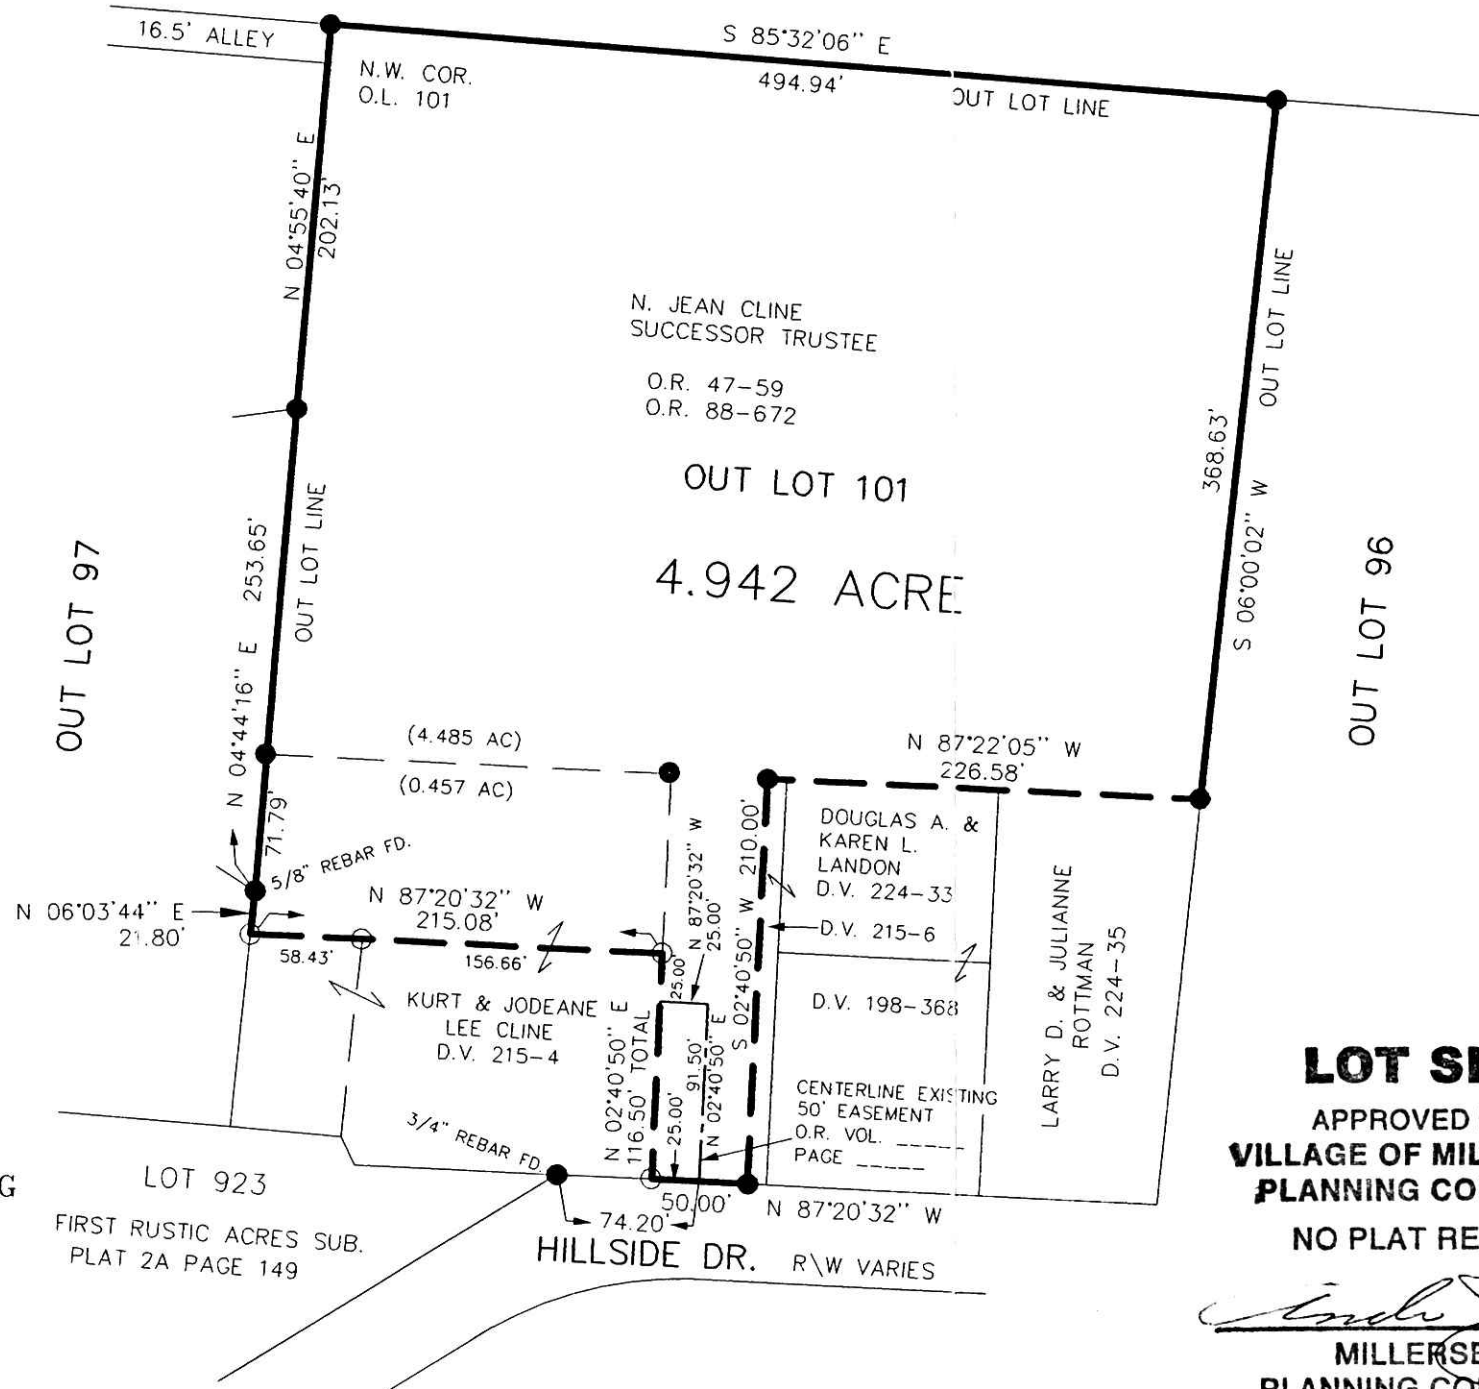 16.5' ALLEY
S 85°32'06" E
494.94'
OUT LOT LINE
N.W. COR.
O.L. 101
N 04°55'40" E
202.13'
N. JEAN CLINE
SUCCESSOR TRUSTEE
O.R. 47-59
O.R. 88-672
OUT LOT 101
4.942 ACRE
OUT LOT LINE
368.63'
S 06°00'02" W
OUT LOT 96
OUT LOT 97
253.65'
OUT LOT LINE
N 04°44'16" E
71.79'
(4.485 AC)
(0.457 AC)
N 87°22'05" W
226.58'
5/8" REBAR FD.
N 06°03'44" E
21.80'
N 87°20'32" W
215.08'
58.43'
156.66'
N 87°20'32" W
25.00'
25.00'
210.00'
S 02°40'50" W
DOUGLAS A. &
KAREN L.
LANDON
D.V. 224-33
D.V. 215-6
D.V. 198-368
LARRY D. & JULIANNE
ROTTMAN
D.V. 224-35
KURT & JODEANE
LEE CLINE
D.V. 215-4
N 02°40'50" E
116.50' TOTAL
91.50'
25.00'
N 02°40'50" E
CENTERLINE EXISTING
50' EASEMENT
O.R. VOL. _____
PAGE _____
3/4" REBAR FD.
50.00'
N 87°20'32" W
74.20'
HILLSIDE DR.
R\W VARIES
G
LOT 923
FIRST RUSTIC ACRES SUB.
PLAT 2A PAGE 149
LOT
APPROVED
VILLAGE OF
PLANNING
NO PLAT
MILLERSB
PLANNING